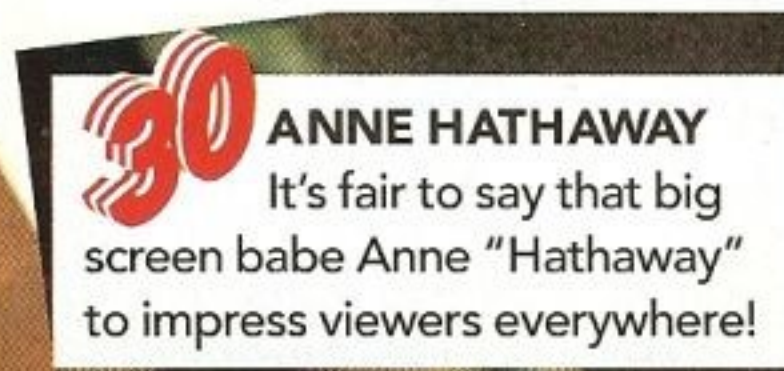 30 ANNE HATHAWAY
It's fair to say that big
screen babe Anne "Hathaway"
to impress viewers everywhere!